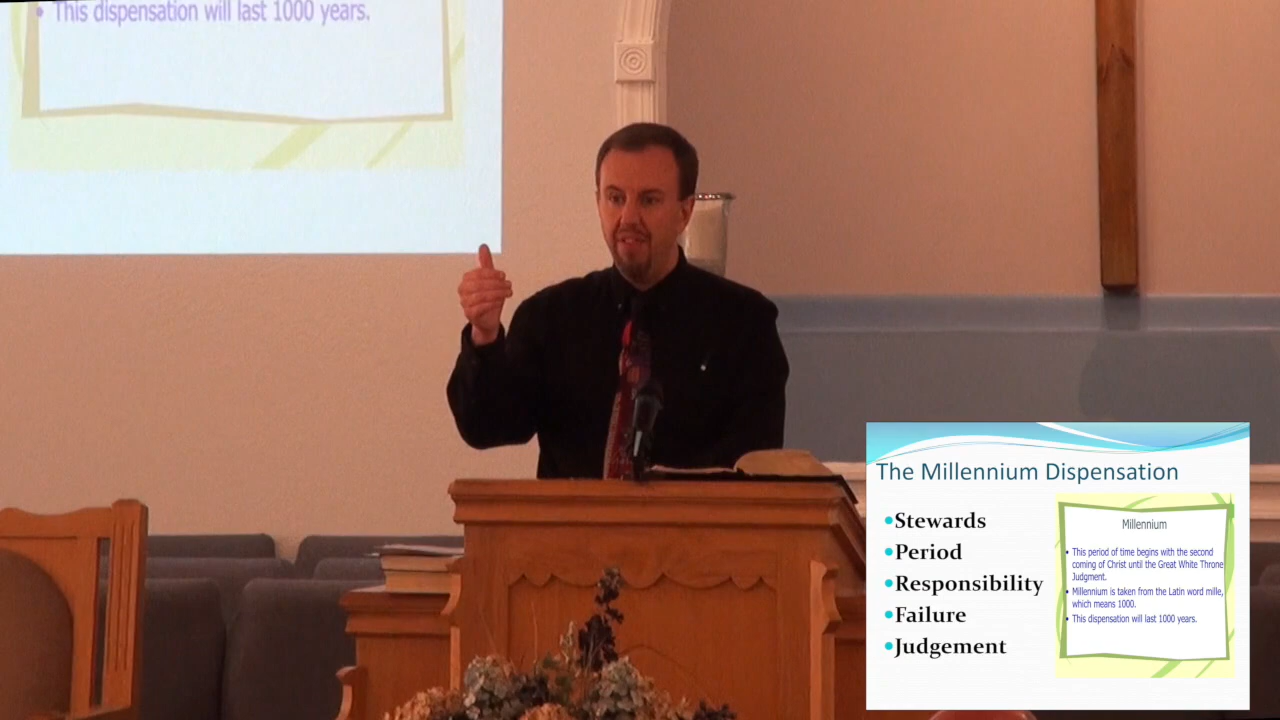 • This dispensation will last 1000 years.
The Millennium Dispensation
•Stewards
•Period
•Responsibility
•Failure
•Judgement
Millennium
• This period of time begins with the second
coming of Christ until the Great White Throne
Judgment.
• Millennium is taken from the Latin word mille,
which means 1000.
• This dispensation will last 1000 years.